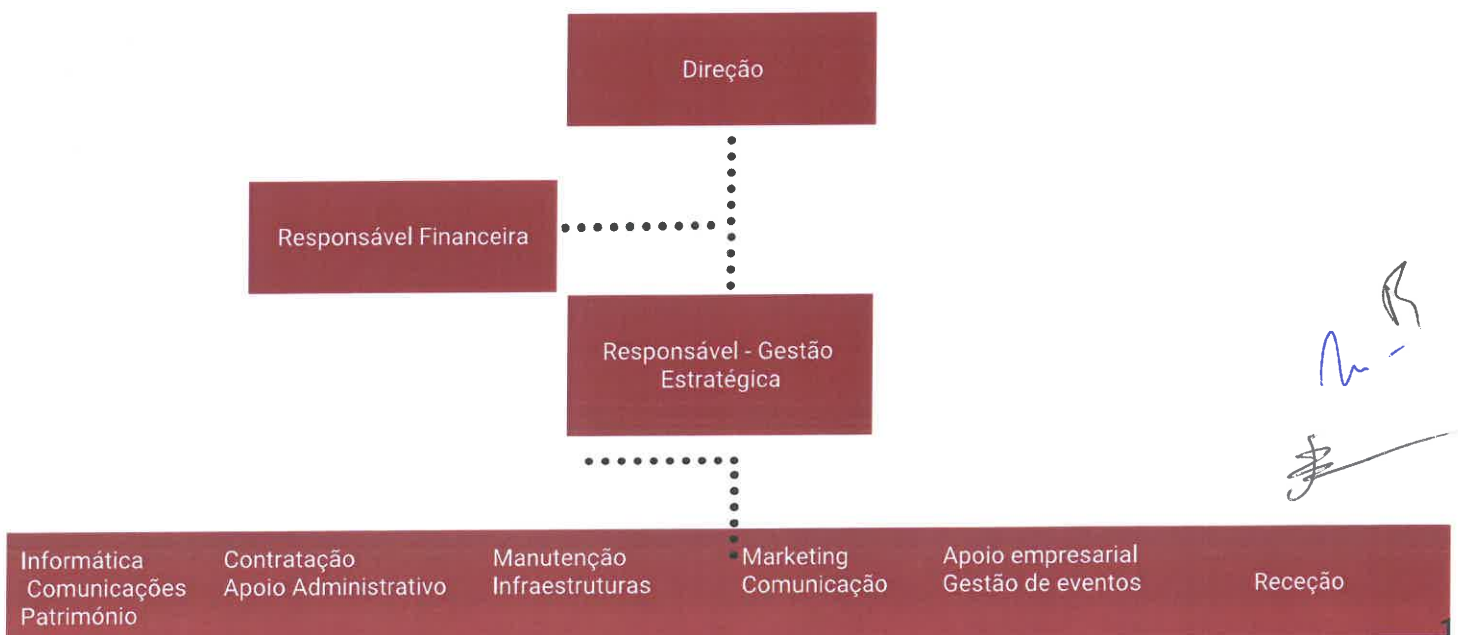 Direção
Responsável Financeira
Responsável - Gestão
Estratégica
Informática
Comunicações
Património
Contratação
Apoio Administrativo
Manutenção
Infraestruturas
Marketing
Comunicação
Apoio empresarial
Gestão de eventos
Receção
1